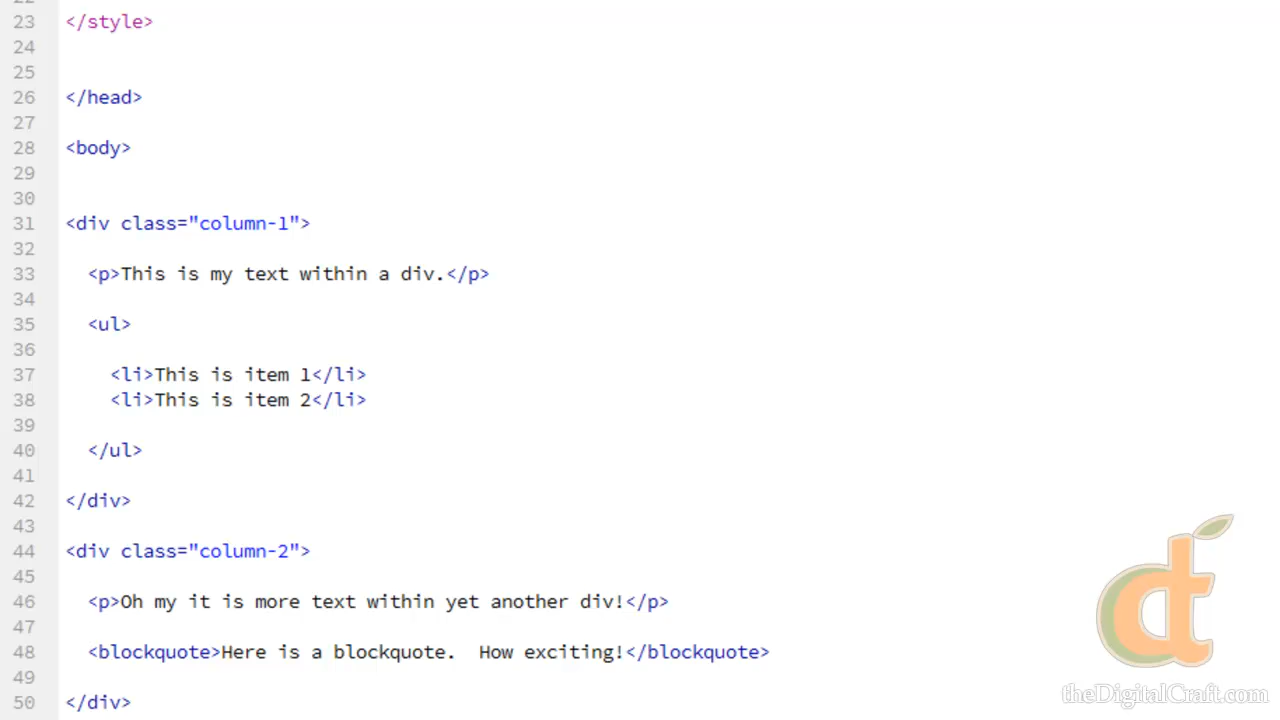 23 </style>
24
25
26 </head>
27
28 <body>
29
30
31 <div class="column-1">
32
33 <p>This is my text within a div.</p>
34
35 <ul>
36
37 <li>This is item 1</li>
38 <li>This is item 2</li>
39
40 </ul>
41
42 </div>
43
44 <div class="column-2">
45
46 <p>Oh my it is more text within yet another div!</p>
47
48 <blockquote>Here is a blockquote.  How exciting!</blockquote>
49
50 </div>
dt
theDigitalCraft.com